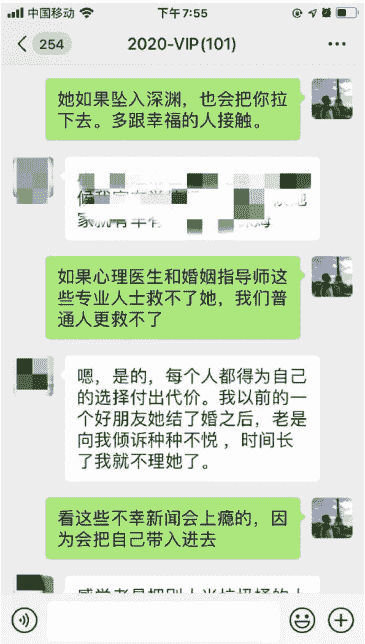 中国移动
下午7:55
254
2020-VIP(101)
她如果坠入深渊，也会把你拉
下去。多跟幸福的人接触。
如果心理医生和婚姻指导师这
些专业人士救不了她，我们普
通人更救不了
嗯，是的，每个人都得为自己
的选择付出代价。我以前的一
个好朋友她结了婚之后，老是
向我倾诉种种不悦 ，时间长
了我就不理她了。
看这些不幸新闻会上瘾的，因
为会把自己带入进去